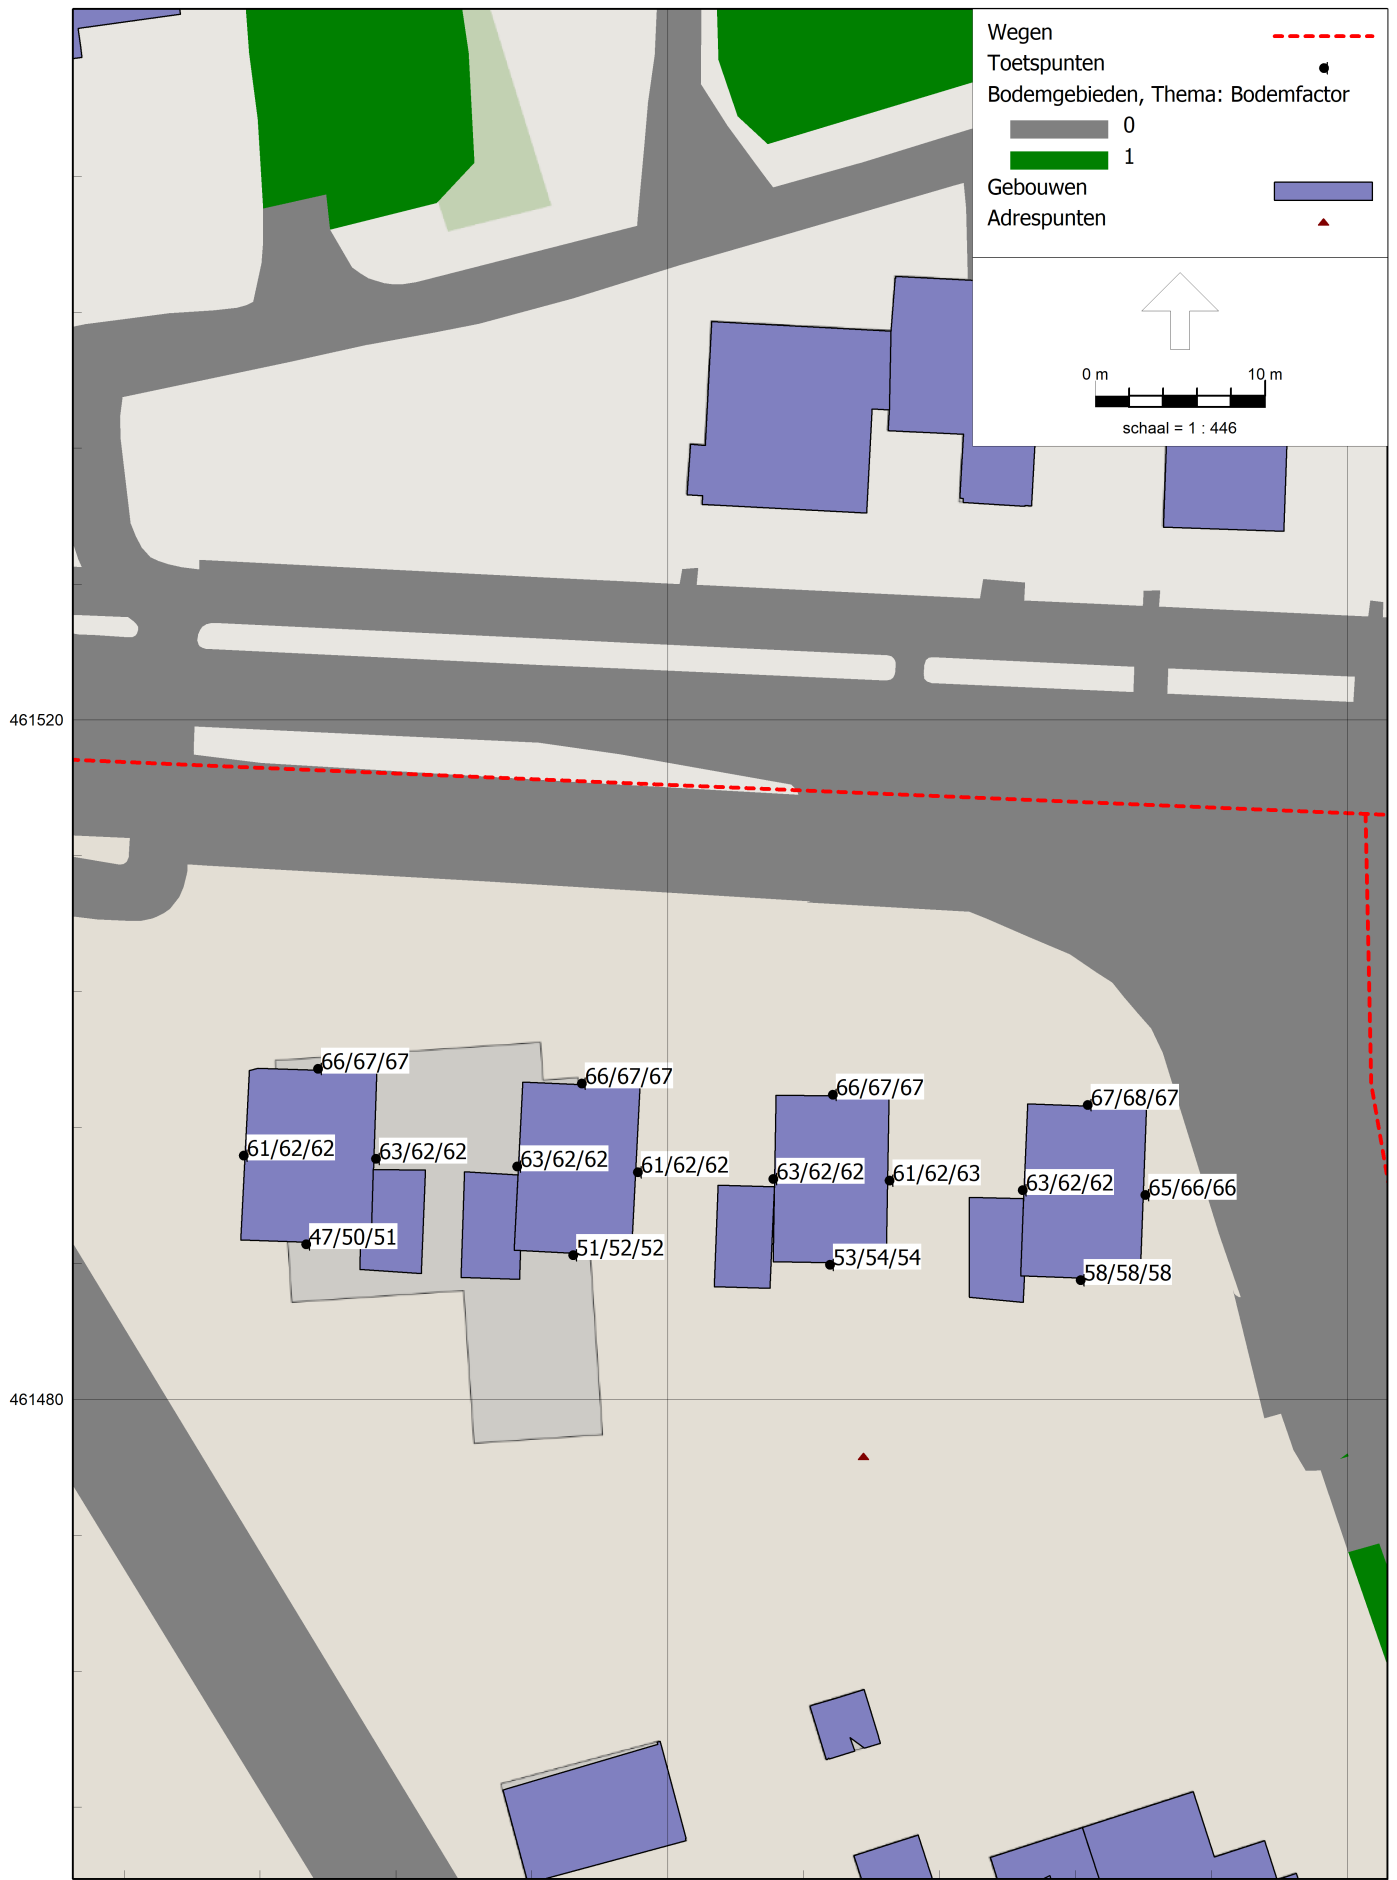 Wegen
Toetspunten
Bodemgebieden, Thema: Bodemfactor
0
1
Gebouwen
Adrespunten
0 m 10 m
schaal = 1 : 446
461520
66/67/67
66/67/67
66/67/67
67/68/67
61/62/62
63/62/62
63/62/62
61/62/62
63/62/62
61/62/63
63/62/62
65/66/66
47/50/51
51/52/52
53/54/54
58/58/58
461480